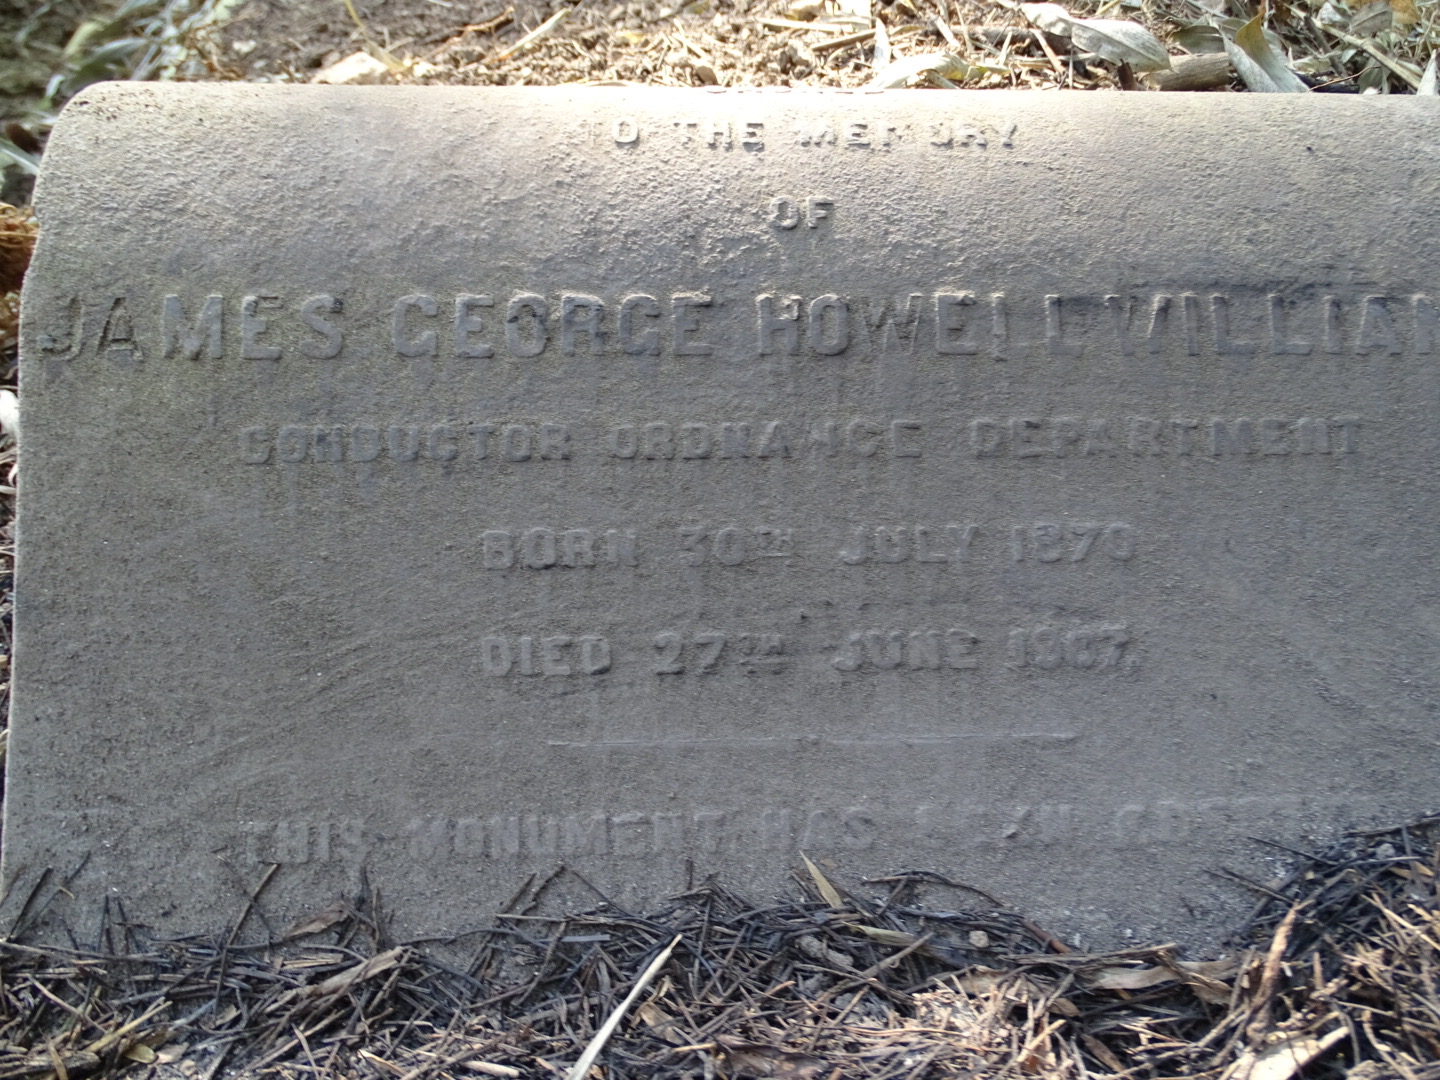 TO THE MEMORY
OF
JAMES GEORGE HOWELL WILLIAM
CONDUCTOR ORDNANCE DEPARTMENT
BORN 30TH JULY 1870
DIED 27TH JUNE 1907.
THIS MONUMENT HAS BEEN